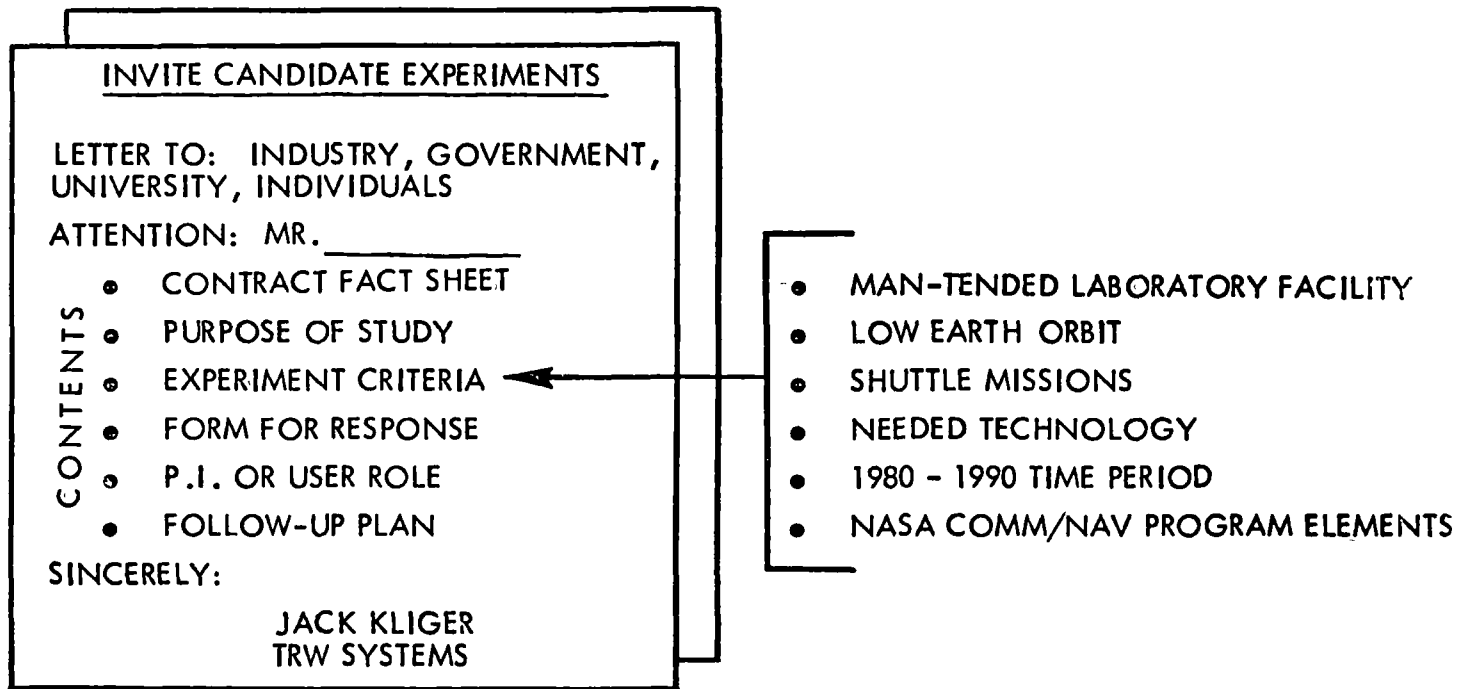 INVITE CANDIDATE EXPERIMENTS
LETTER TO: INDUSTRY, GOVERNMENT,
UNIVERSITY, INDIVIDUALS
ATTENTION: MR.
CONTENTS
• CONTRACT FACT SHEET
• PURPOSE OF STUDY
• EXPERIMENT CRITERIA
• FORM FOR RESPONSE
• P.I. OR USER ROLE
• FOLLOW-UP PLAN
SINCERELY:
JACK KLIGER
TRW SYSTEMS
• MAN-TENDED LABORATORY FACILITY
• LOW EARTH ORBIT
• SHUTTLE MISSIONS
• NEEDED TECHNOLOGY
• 1980 - 1990 TIME PERIOD
• NASA COMM/NAV PROGRAM ELEMENTS